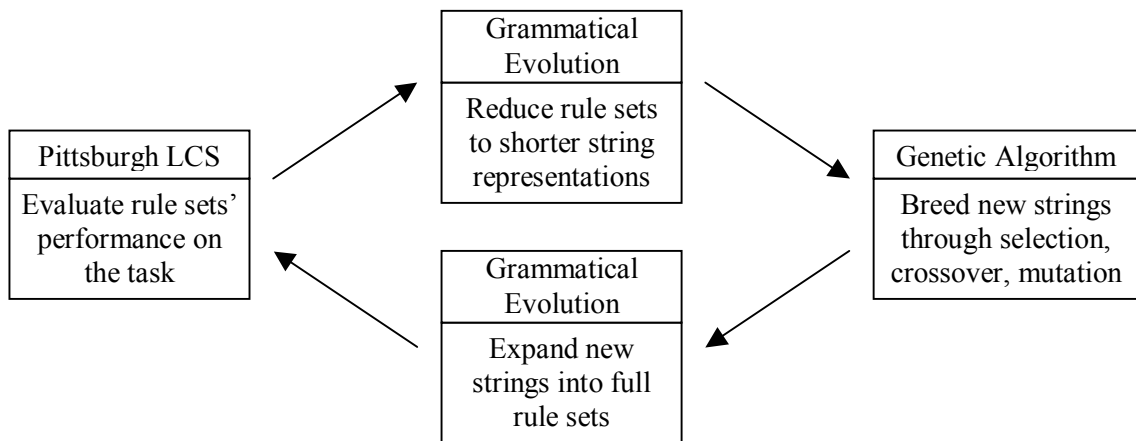 Grammatical
Evolution
Reduce rule sets
to shorter string
representations
Pittsburgh LCS
Evaluate rule sets’
performance on
the task
Genetic Algorithm
Breed new strings
through selection,
crossover, mutation
Grammatical
Evolution
Expand new
strings into full
rule sets